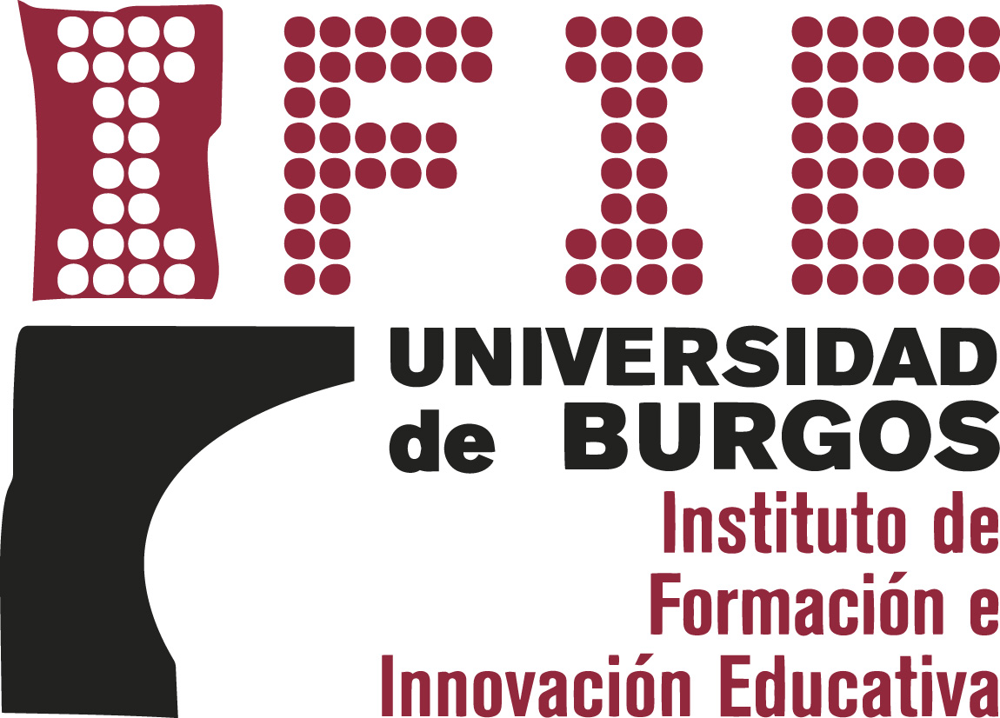 IFIE
UNIVERSIDAD
de BURGOS
Instituto de
Formación e
Innovación Educativa